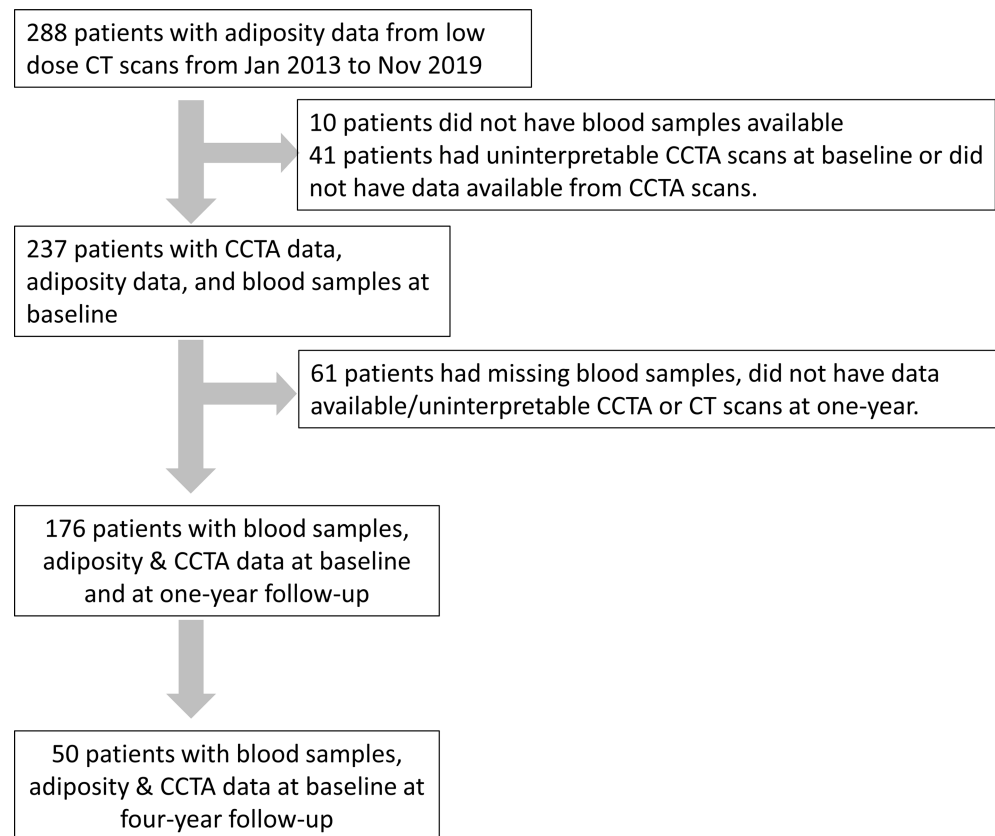 288 patients with adiposity data from low
dose CT scans from Jan 2013 to Nov 2019
10 patients did not have blood samples available
41 patients had uninterpretable CCTA scans at baseline or did
not have data available from CCTA scans.
237 patients with CCTA data,
adiposity data, and blood samples at
baseline
61 patients had missing blood samples, did not have data
available/uninterpretable CCTA or CT scans at one-year.
176 patients with blood samples,
adiposity & CCTA data at baseline
and at one-year follow-up
50 patients with blood samples,
adiposity & CCTA data at baseline at
four-year follow-up